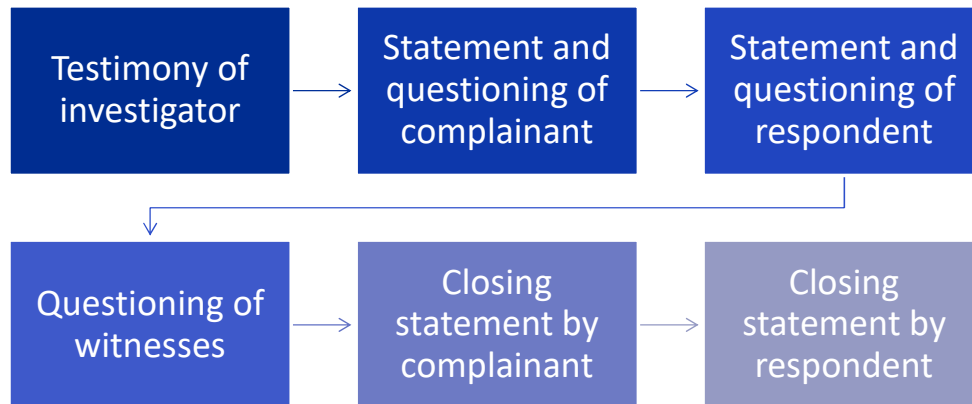 Testimony of
investigator
Statement and
questioning of
complainant
Statement and
questioning of
respondent
Questioning of
witnesses
Closing
statement by
complainant
Closing
statement by
respondent